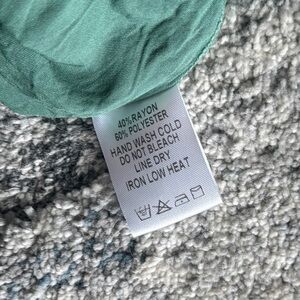 40%RAYON
60% POLYESTER
HAND WASH COLD
DO NOT BLEACH
LINE DRY
IRON LOW HEAT